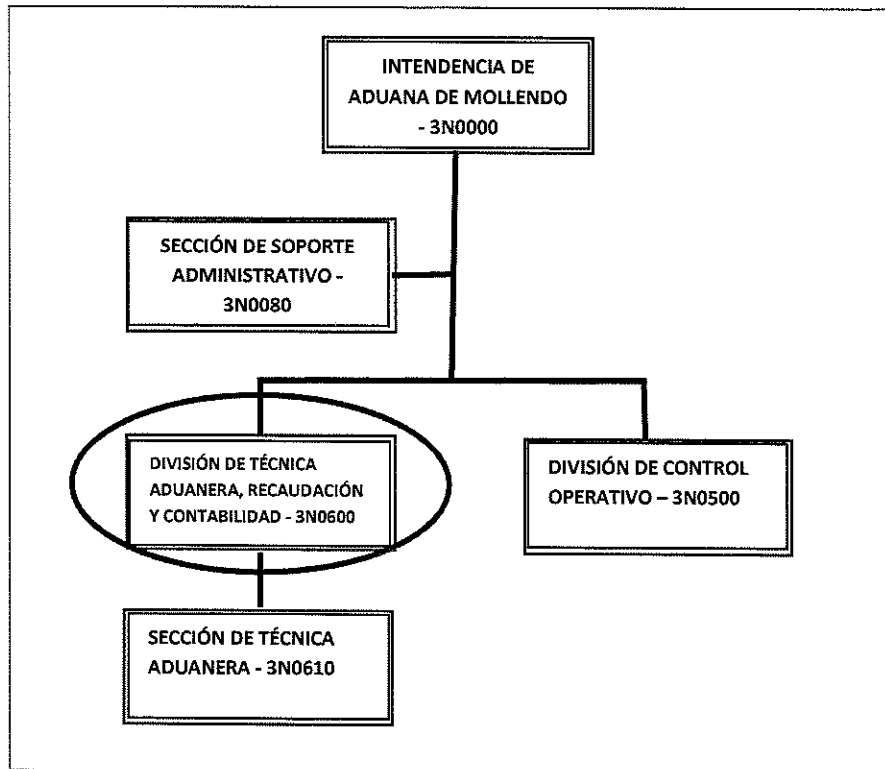 INTENDENCIA DE
ADUANA DE MOLLENDO
- 3N0000
SECCIÓN DE SOPORTE
ADMINISTRATIVO -
3N0080
DIVISIÓN DE TÉCNICA
ADUANERA, RECAUDACIÓN
Y CONTABILIDAD - 3N0600
DIVISIÓN DE CONTROL
OPERATIVO – 3N0500
SECCIÓN DE TÉCNICA
ADUANERA - 3N0610